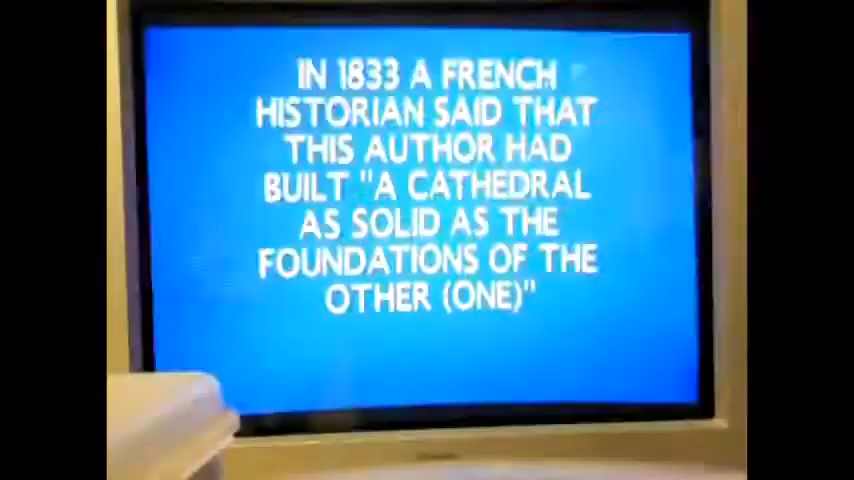 IN 1833 A FRENCH
HISTORIAN SAID THAT
THIS AUTHOR HAD
BUILT "A CATHEDRAL
AS SOLID AS THE
FOUNDATIONS OF THE
OTHER (ONE)"